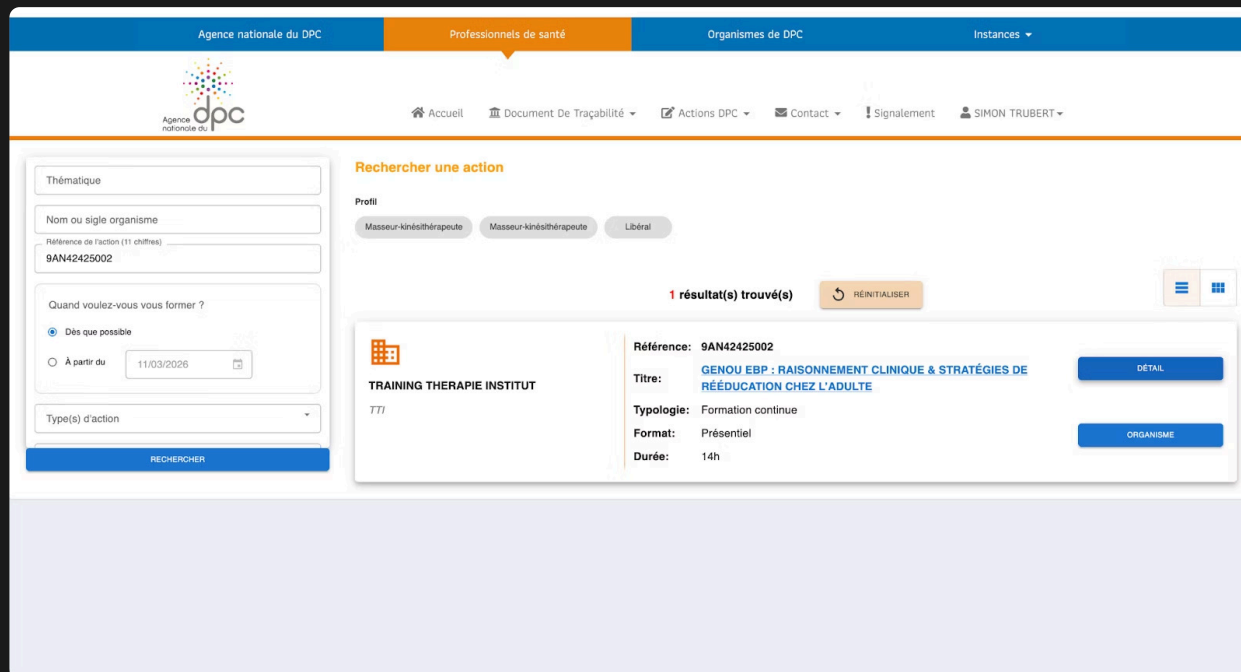 Agence nationale du DPC
Professionnels de santé
Organismes de DPC
Instances
Agence nationale du dpc
Accueil
Document De Traçabilité
Actions DPC
Contact
Signalement
SIMON TRUBERT
Thématique
Nom ou sigle organisme
Référence de l'action (11 chiffres)
9AN42425002
Quand voulez-vous vous former ?
Dès que possible
À partir du
11/03/2026
Type(s) d'action
RECHERCHER
Rechercher une action
Profil
Masseur-kinésithérapeute
Masseur-kinésithérapeute
Libéral
1 résultat(s) trouvé(s)
RÉINITIALISER
TRAINING THERAPIE INSTITUT
TTI
Référence: 9AN42425002
Titre: GENOU EBP : RAISONNEMENT CLINIQUE & STRATÉGIES DE
RÉÉDUCATION CHEZ L'ADULTE
Typologie: Formation continue
Format: Présentiel
Durée: 14h
DÉTAIL
ORGANISME